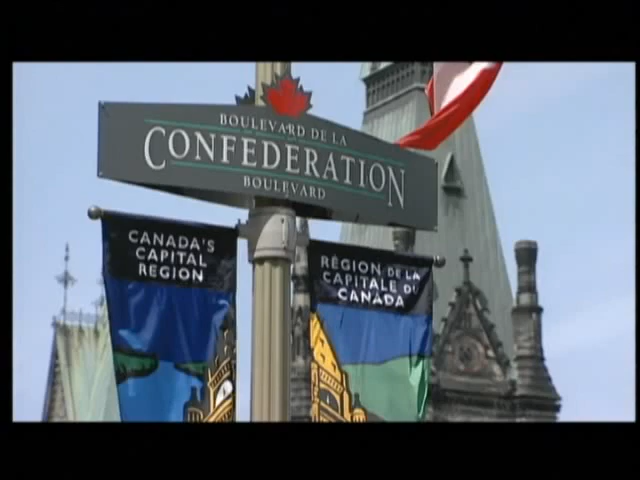 BOULEVARD DE LA
CONFEDERATION
BOULEVARD
CANADA'S
CAPITAL
REGION
RÉGION DE LA
CAPITALE DU
CANADA